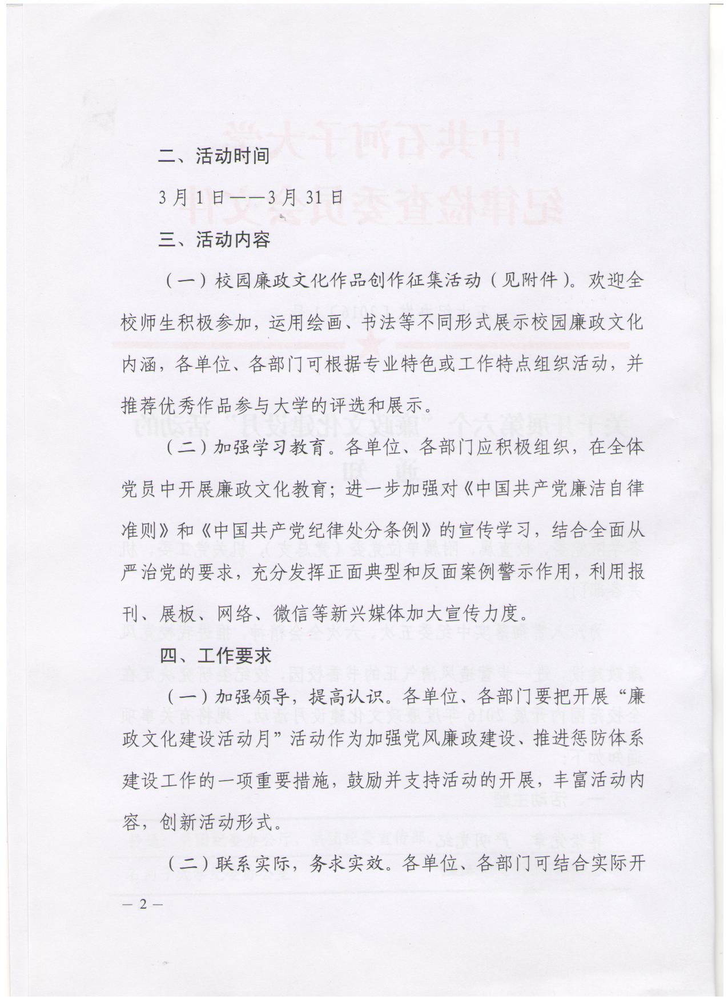 二、活动时间
3月1日——3月31日
三、活动内容
（一）校园廉政文化作品创作征集活动（见附件）。欢迎全
校师生积极参加，运用绘画、书法等不同形式展示校园廉政文化
内涵，各单位、各部门可根据专业特色或工作特点组织活动，并
推荐优秀作品参与大学的评选和展示。
（二）加强学习教育。各单位、各部门应积极组织，在全体
党员中开展廉政文化教育；进一步加强对《中国共产党廉洁自律
准则》和《中国共产党纪律处分条例》的宣传学习，结合全面从
严治党的要求，充分发挥正面典型和反面案例警示作用，利用报
刊、展板、网络、微信等新兴媒体加大宣传力度。
四、工作要求
（一）加强领导，提高认识。各单位、各部门要把开展“廉
政文化建设活动月”活动作为加强党风廉政建设、推进惩防体系
建设工作的一项重要措施，鼓励并支持活动的开展，丰富活动内
容，创新活动形式。
（二）联系实际，务求实效。各单位、各部门可结合实际开
— 2 —